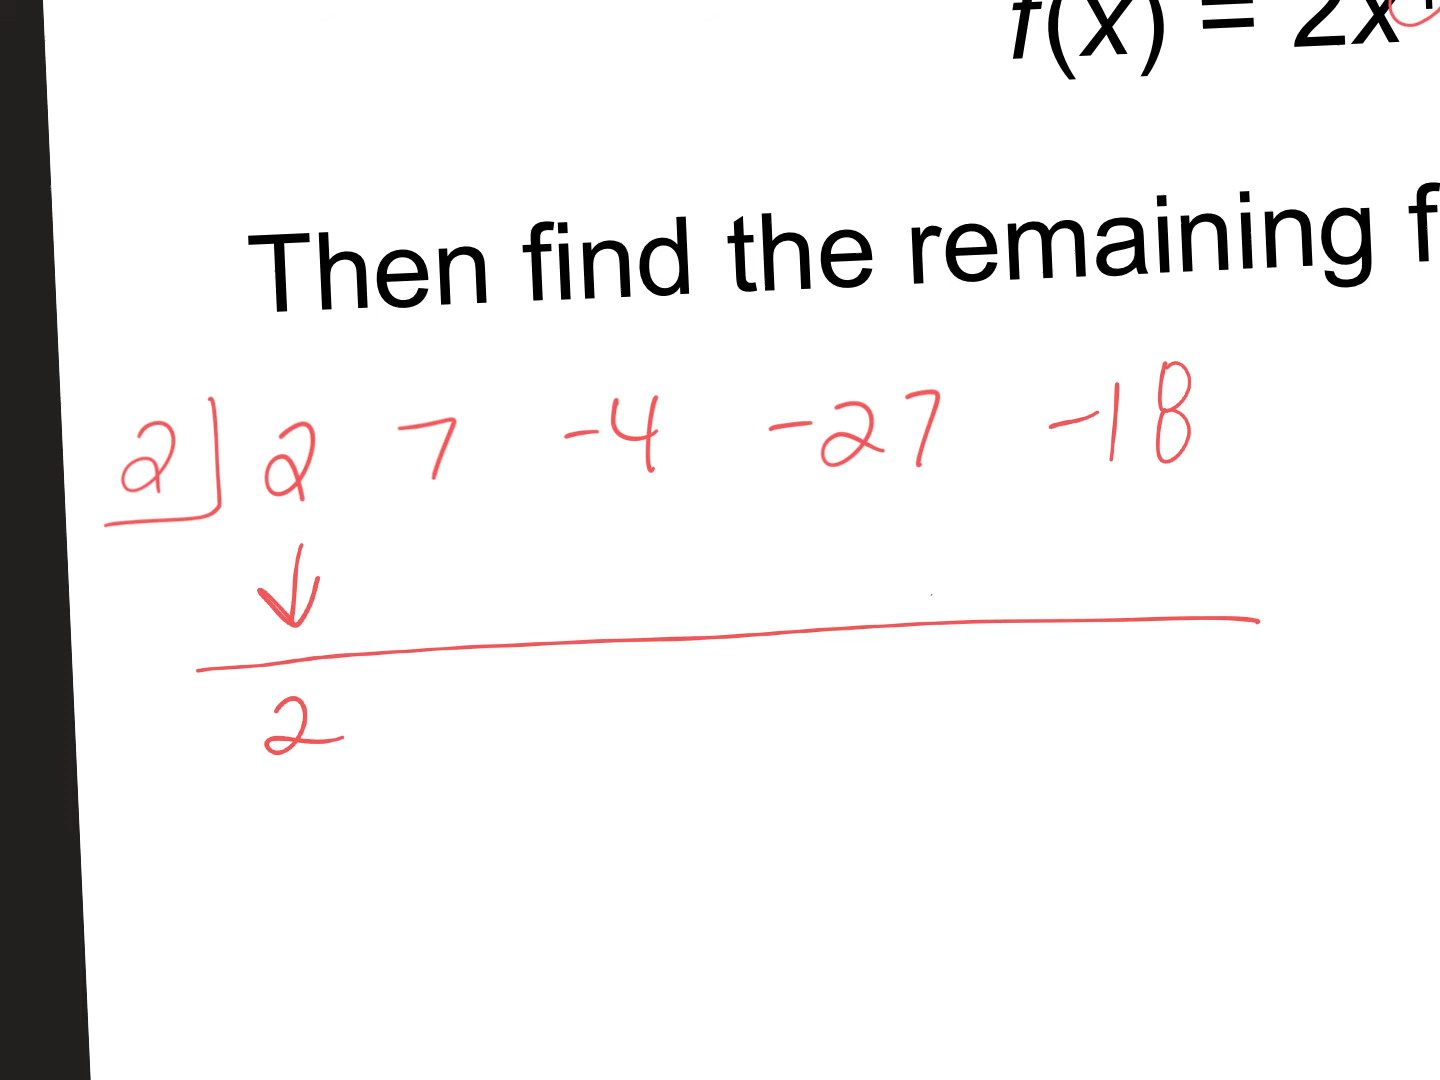 f(x) = 2x
Then find the remaining f
2 2 7 -4 -27 -18
2